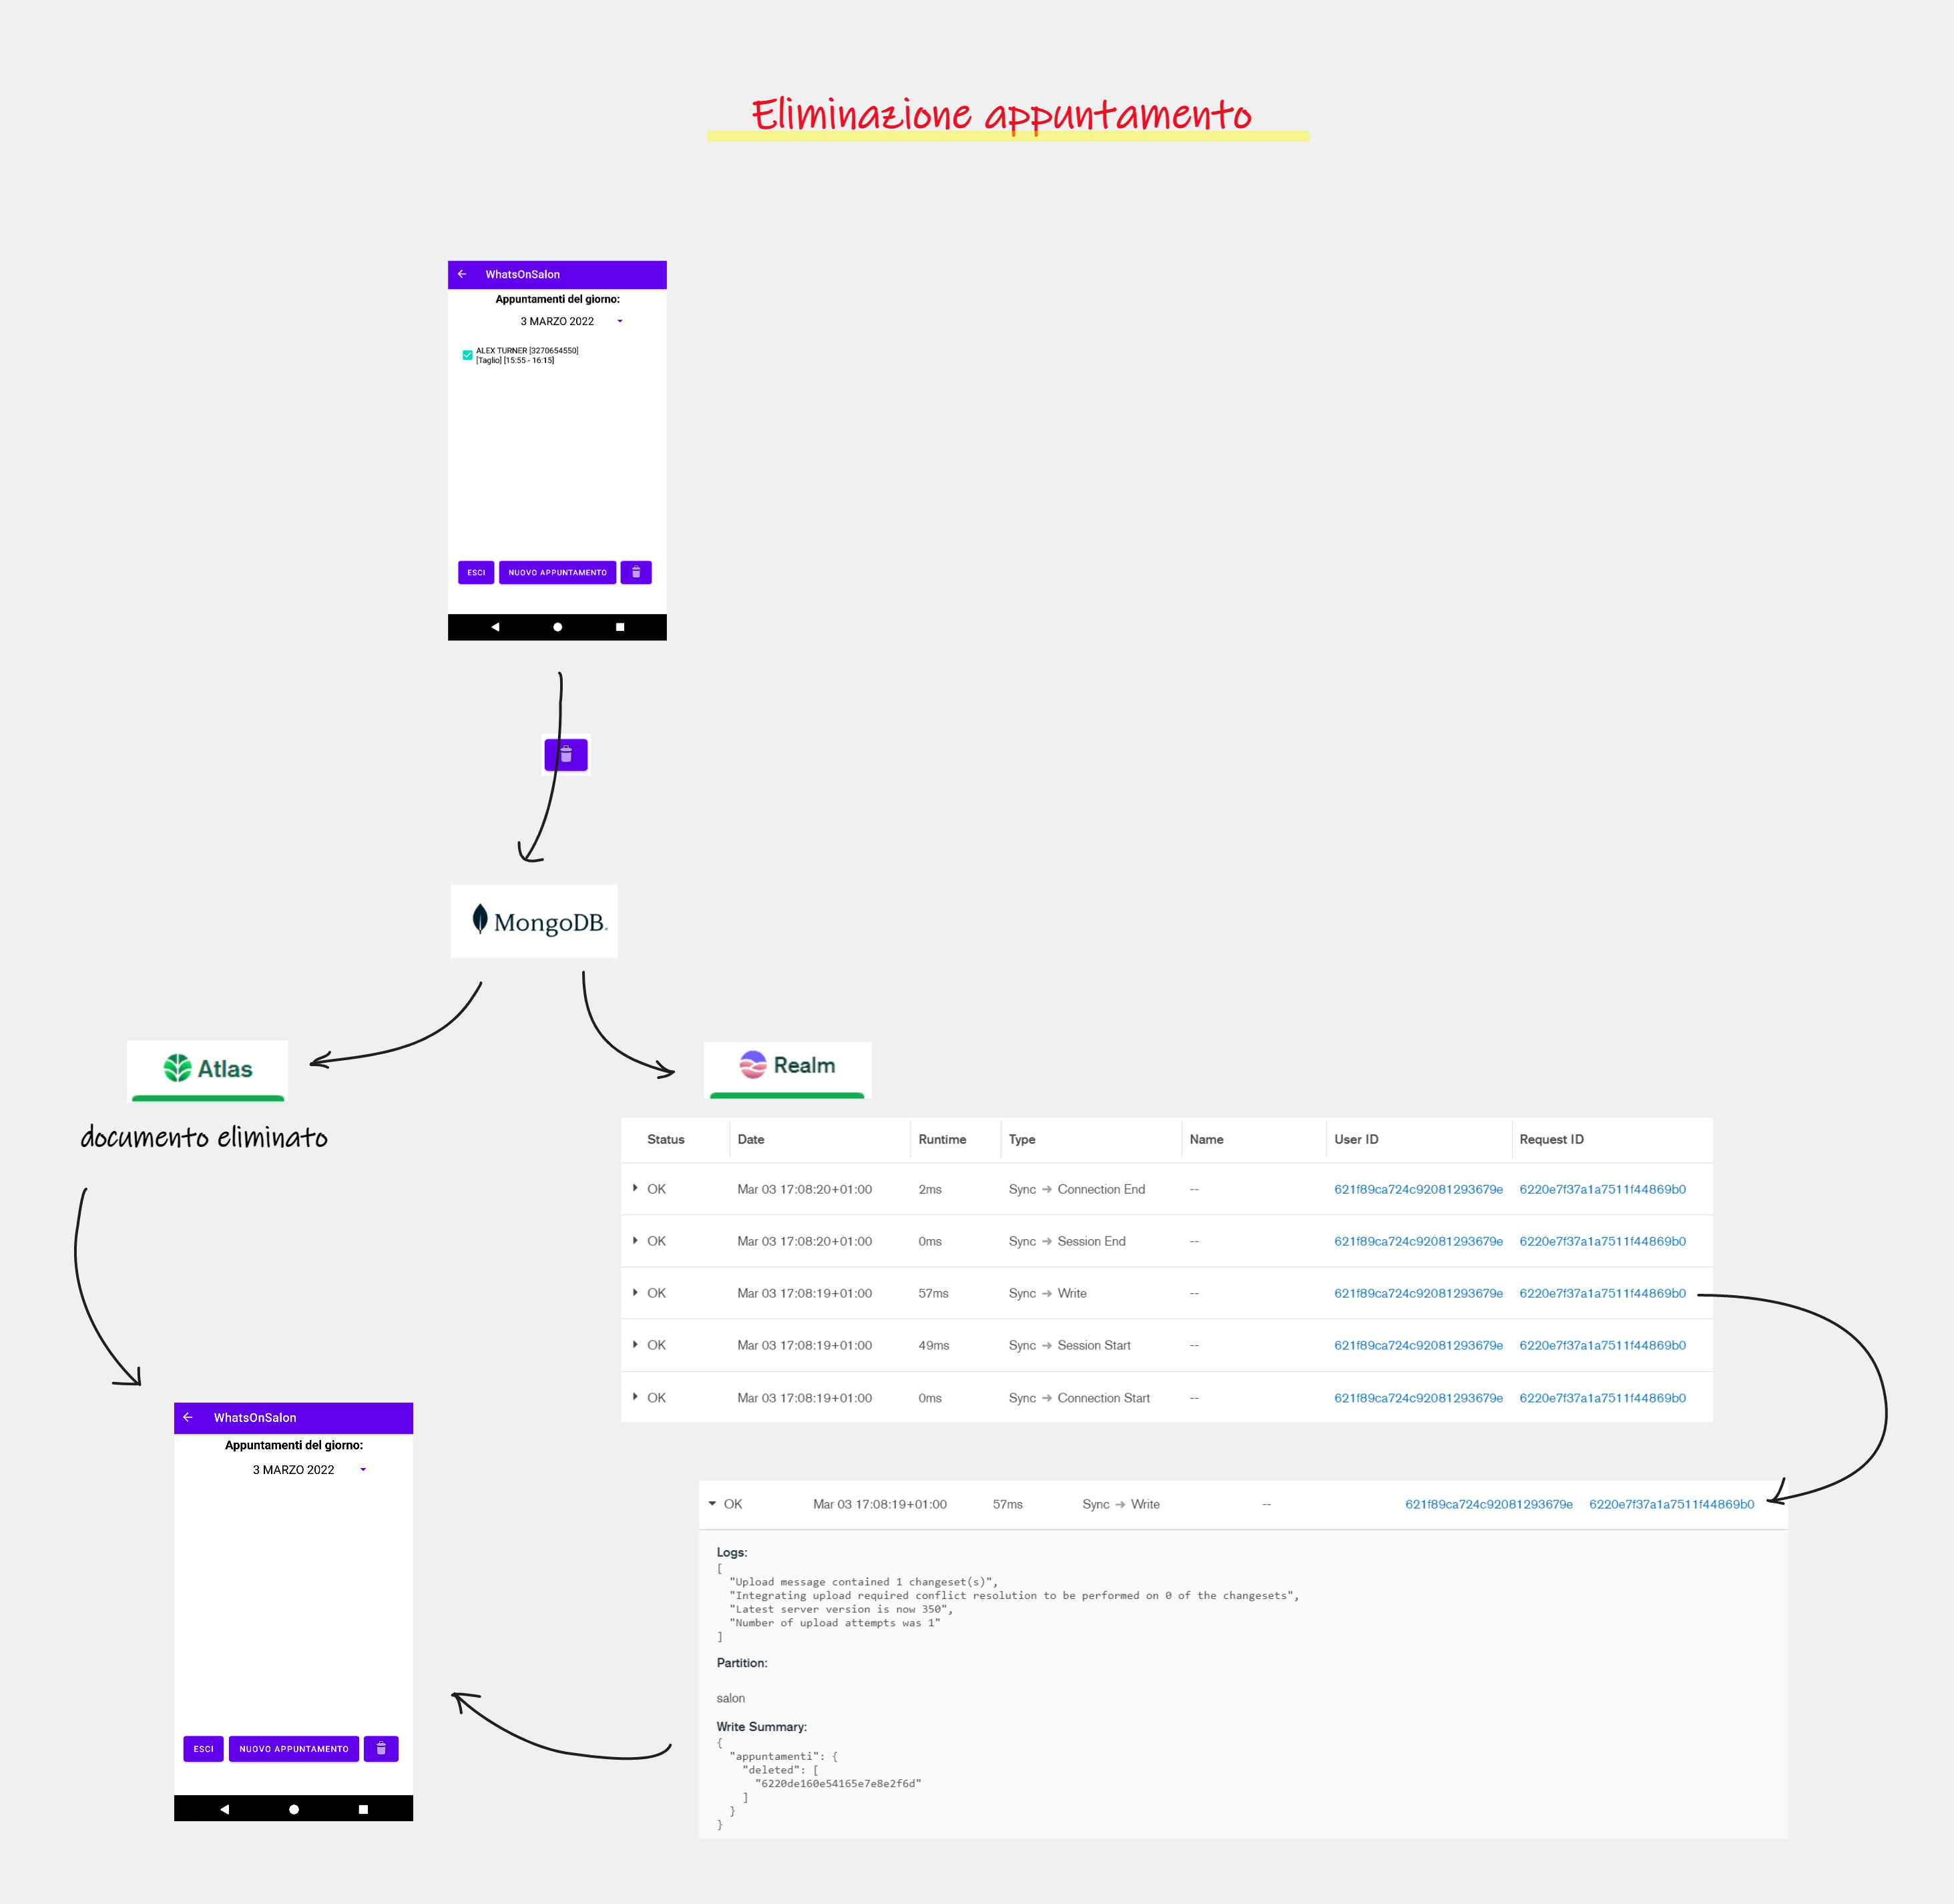 Eliminazione appuntamento
WhatsOnSalon
Appuntamenti del giorno:
3 MARZO 2022
ALEX TURNER [3270654550]
[Taglio] [15:55 - 16:15]
ESCI NUOVO APPUNTAMENTO
MongoDB
Atlas
Realm
documento eliminato
Status Date Runtime Type Name User ID Request ID
OK Mar 03 17:08:20+01:00 2ms Sync → Connection End -- 621f89ca724c92081293679e 6220e7f37a1a7511f44869b0
OK Mar 03 17:08:20+01:00 0ms Sync → Session End -- 621f89ca724c92081293679e 6220e7f37a1a7511f44869b0
OK Mar 03 17:08:19+01:00 57ms Sync → Write -- 621f89ca724c92081293679e 6220e7f37a1a7511f44869b0
OK Mar 03 17:08:19+01:00 49ms Sync → Session Start -- 621f89ca724c92081293679e 6220e7f37a1a7511f44869b0
OK Mar 03 17:08:19+01:00 0ms Sync → Connection Start -- 621f89ca724c92081293679e 6220e7f37a1a7511f44869b0
OK Mar 03 17:08:19+01:00 57ms Sync → Write -- 621f89ca724c92081293679e 6220e7f37a1a7511f44869b0
Logs:
[
"Upload message contained 1 changeset(s)",
"Integrating upload required conflict resolution to be performed on 0 of the changesets",
"Latest server version is now 350",
"Number of upload attempts was 1"
]
Partition:
salon
Write Summary:
{
"appuntamenti": {
"deleted": [
"6220de160e54165e7e8e2f6d"
]
}
}
WhatsOnSalon
Appuntamenti del giorno:
3 MARZO 2022
ESCI NUOVO APPUNTAMENTO